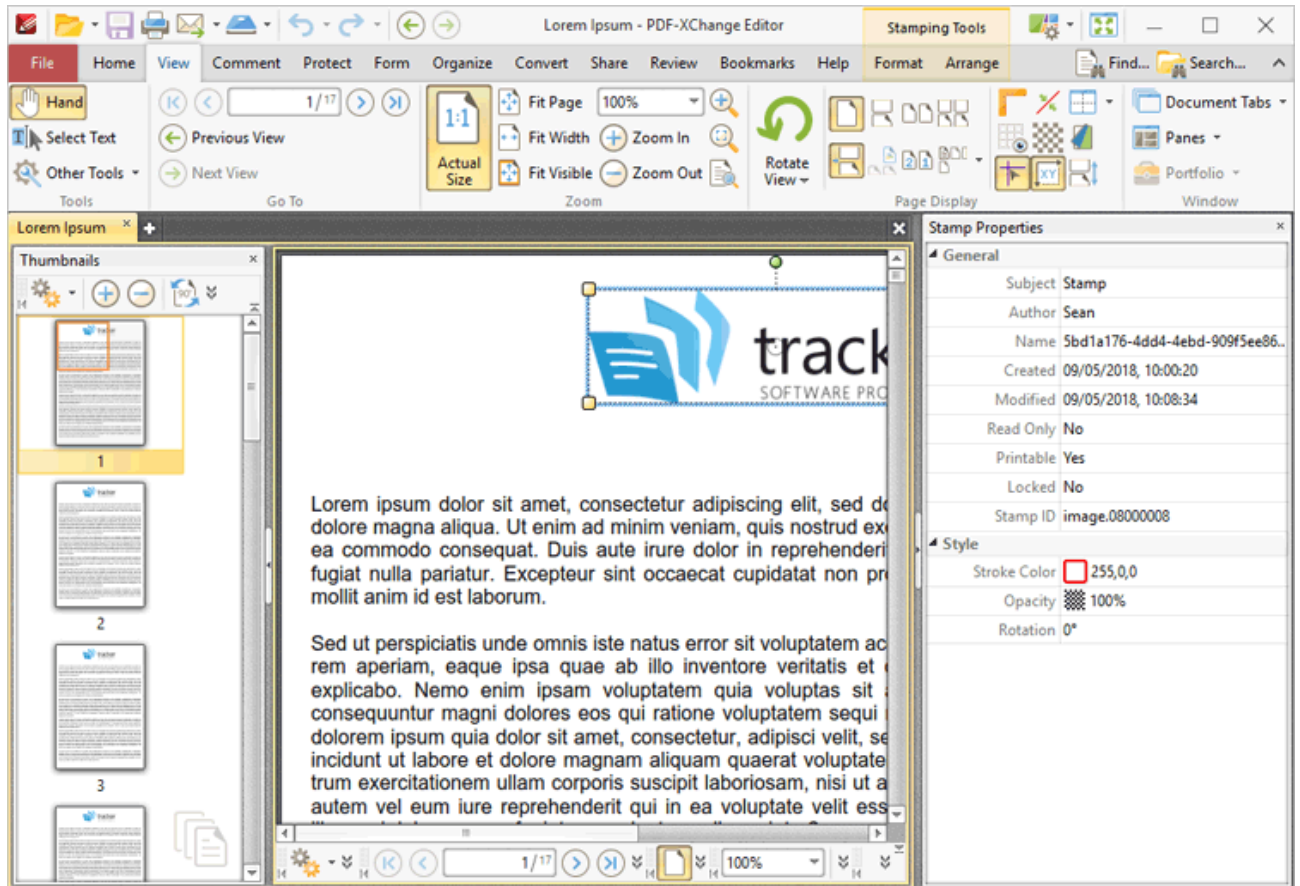 Lorem Ipsum - PDF-XChange Editor
Stamping Tools
File Home View Comment Protect Form Organize Convert Share Review Bookmarks Help Format Arrange Find... Search...
Hand
Select Text
Other Tools
Tools
1/17
Previous View
Next View
Go To
1:1
Actual Size
Fit Page 100%
Fit Width Zoom In
Fit Visible Zoom Out
Zoom
Rotate View
Page Display
Document Tabs
Panes
Portfolio
Window
Lorem Ipsum
Thumbnails
90°
1
2
3
track
SOFTWARE PRO
Lorem ipsum dolor sit amet, consectetur adipiscing elit, sed do
dolore magna aliqua. Ut enim ad minim veniam, quis nostrud ex
ea commodo consequat. Duis aute irure dolor in reprehenderi
fugiat nulla pariatur. Excepteur sint occaecat cupidatat non pr
mollit anim id est laborum.
Sed ut perspiciatis unde omnis iste natus error sit voluptatem ac
rem aperiam, eaque ipsa quae ab illo inventore veritatis et
explicabo. Nemo enim ipsam voluptatem quia voluptas sit
consequuntur magni dolores eos qui ratione voluptatem sequi
dolorem ipsum quia dolor sit amet, consectetur, adipisci velit, se
incidunt ut labore et dolore magnam aliquam quaerat voluptate
trum exercitationem ullam corporis suscipit laboriosam, nisi ut a
autem vel eum iure reprehenderit qui in ea voluptate velit ess
1/17
100%
Stamp Properties
General
Subject Stamp
Author Sean
Name 5bd1a176-4dd4-4ebd-909f5ee86..
Created 09/05/2018, 10:00:20
Modified 09/05/2018, 10:08:34
Read Only No
Printable Yes
Locked No
Stamp ID image.08000008
Style
Stroke Color 255,0,0
Opacity 100%
Rotation 0°